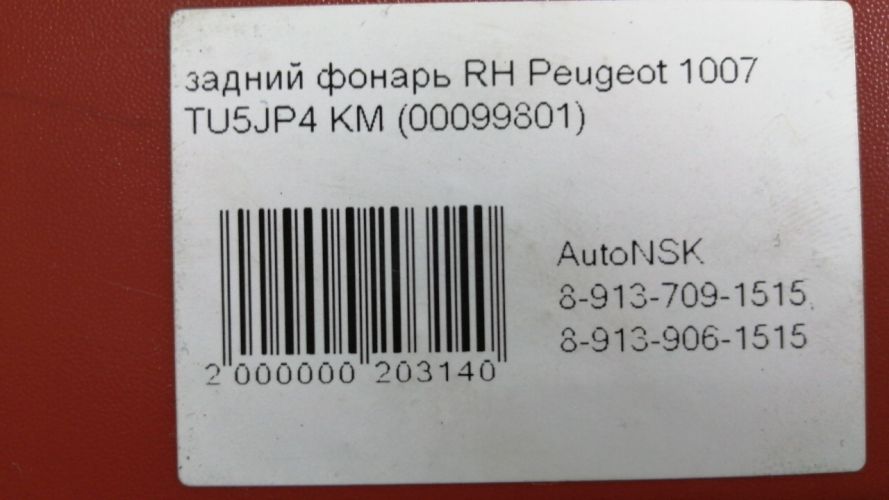 задний фонарь RH Peugeot 1007
TU5JP4 KM (00099801)
AutoNSK
8-913-709-1515
8-913-906-1515
2 000000 203140